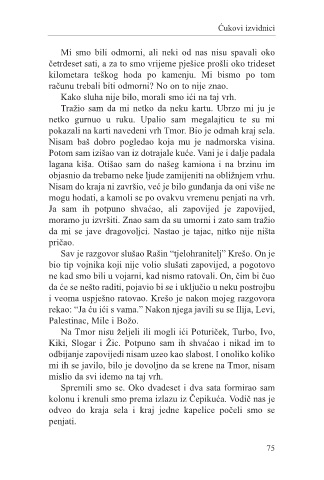 Ćukovi izvidnici
Mi smo bili odmorni, ali neki od nas nisu spavali oko
četrdeset sati, a za to smo vrijeme pješice prošli oko trideset
kilometara teškog hoda po kamenju. Mi bismo po tom
računu trebali biti odmorni? No on to nije znao.
Kako sluha nije bilo, morali smo ići na taj vrh.
Tražio sam da mi netko da neku kartu. Ubrzo mi ju je
netko gurnuo u ruku. Upalio sam megalajticu te su mi
pokazali na karti navedeni vrh Tmor. Bio je odmah kraj sela.
Nisam baš dobro pogledao koja mu je nadmorska visina.
Potom sam izišao van iz dotrajale kuće. Vani je i dalje padala
lagana kiša. Otišao sam do našeg kamiona i na brzinu im
objasnio da trebamo neke ljude zamijeniti na obližnjem vrhu.
Nisam do kraja ni završio, već je bilo gunđanja da oni više ne
mogu hodati, a kamoli se po ovakvu vremenu penjati na vrh.
Ja sam ih potpuno shvaćao, ali zapovijed je zapovijed,
moramo ju izvršiti. Znao sam da su umorni i zato sam tražio
da mi se jave dragovoljci. Nastao je tajac, nitko nije ništa
pričao.
Sav je razgovor slušao Rašin “tjelohranitelj” Krešo. On je
bio tip vojnika koji nije volio slušati zapovijed, a pogotovo
ne kad smo bili u vojarni, kad nismo ratovali. On, čim bi čuo
da će se nešto raditi, pojavio bi se i uključio u neku postrojbu
i veoma uspješno ratovao. Krešo je nakon mojeg razgovora
rekao: “Ja ću ići s vama.” Nakon njega javili su se Ilija, Levi,
Palestinac, Mile i Božo.
Na Tmor nisu željeli ili mogli ići Poturiček, Turbo, Ivo,
Kiki, Slogar i Žic. Potpuno sam ih shvaćao i nikad im to
odbijanje zapovijedi nisam uzeo kao slabost. I onoliko koliko
mi ih se javilo, bilo je dovoljno da se krene na Tmor, nisam
mislio da svi idemo na taj vrh.
Spremili smo se. Oko dvadeset i dva sata formirao sam
kolonu i krenuli smo prema izlazu iz Čepikuća. Vodič nas je
odveo do kraja sela i kraj jedne kapelice počeli smo se
penjati.
75